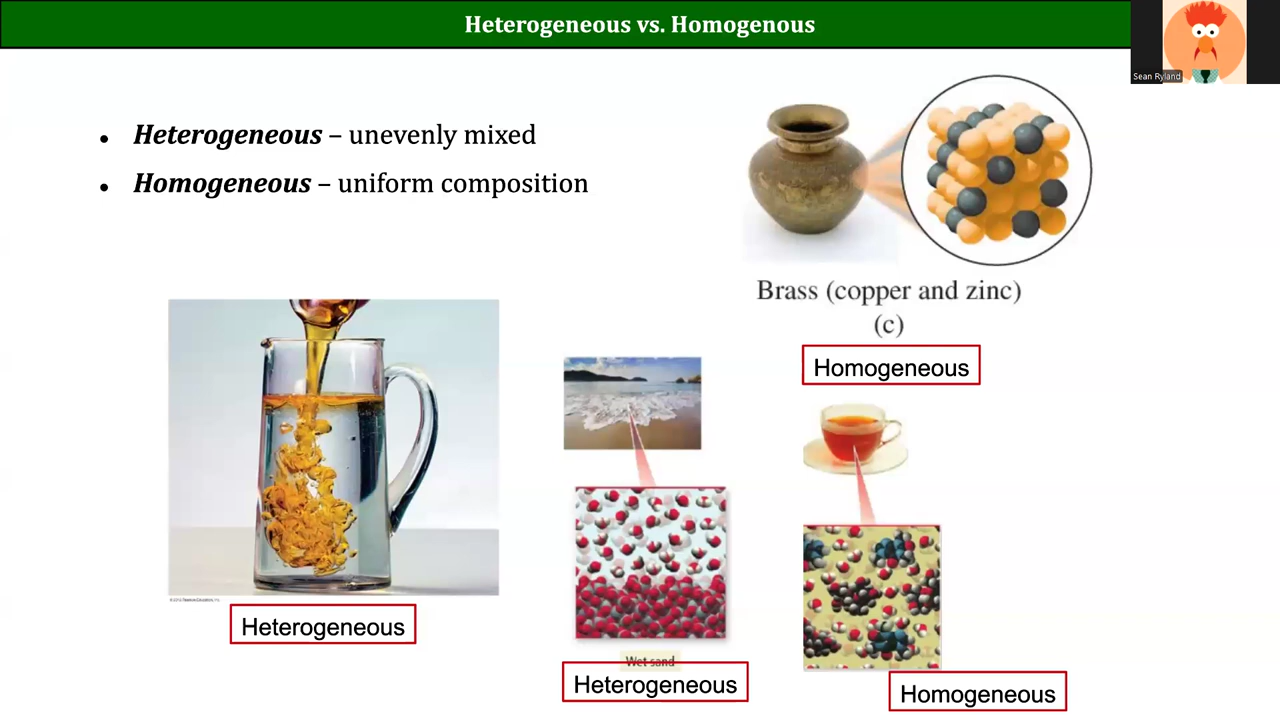 Heterogeneous vs. Homogenous
Sean Ryland
Heterogeneous – unevenly mixed
Homogeneous – uniform composition
Brass (copper and zinc)
(c)
Homogeneous
Heterogeneous
Wet sand
Heterogeneous
Homogeneous